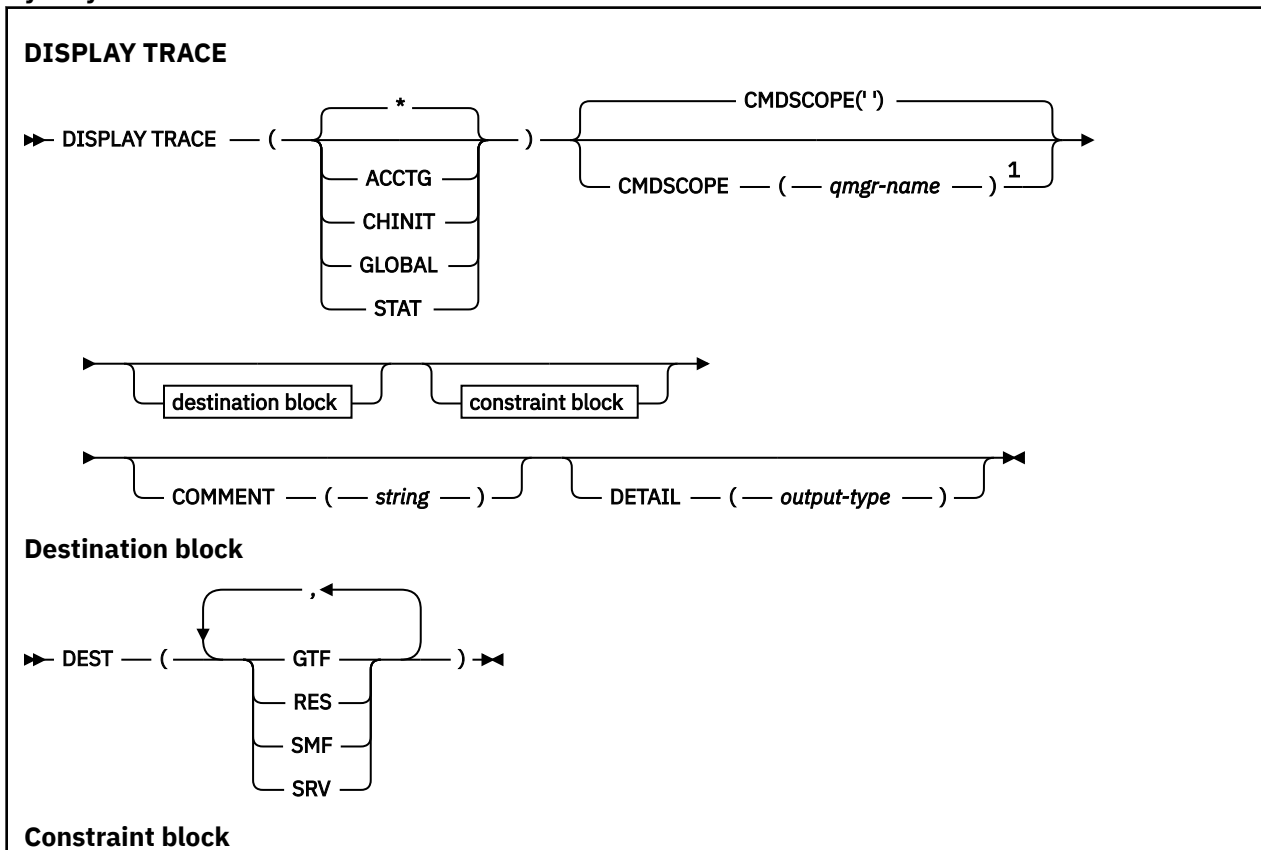 DISPLAY TRACE
*
CMDSCOPE(' ')
DISPLAY TRACE ( )
ACCTG
CMDSCOPE ( qmgr-name ) 1
CHINIT
GLOBAL
STAT
destination block constraint block
COMMENT ( string ) DETAIL ( output-type )
Destination block
,
DEST ( GTF )
RES
SMF
SRV
Constraint block